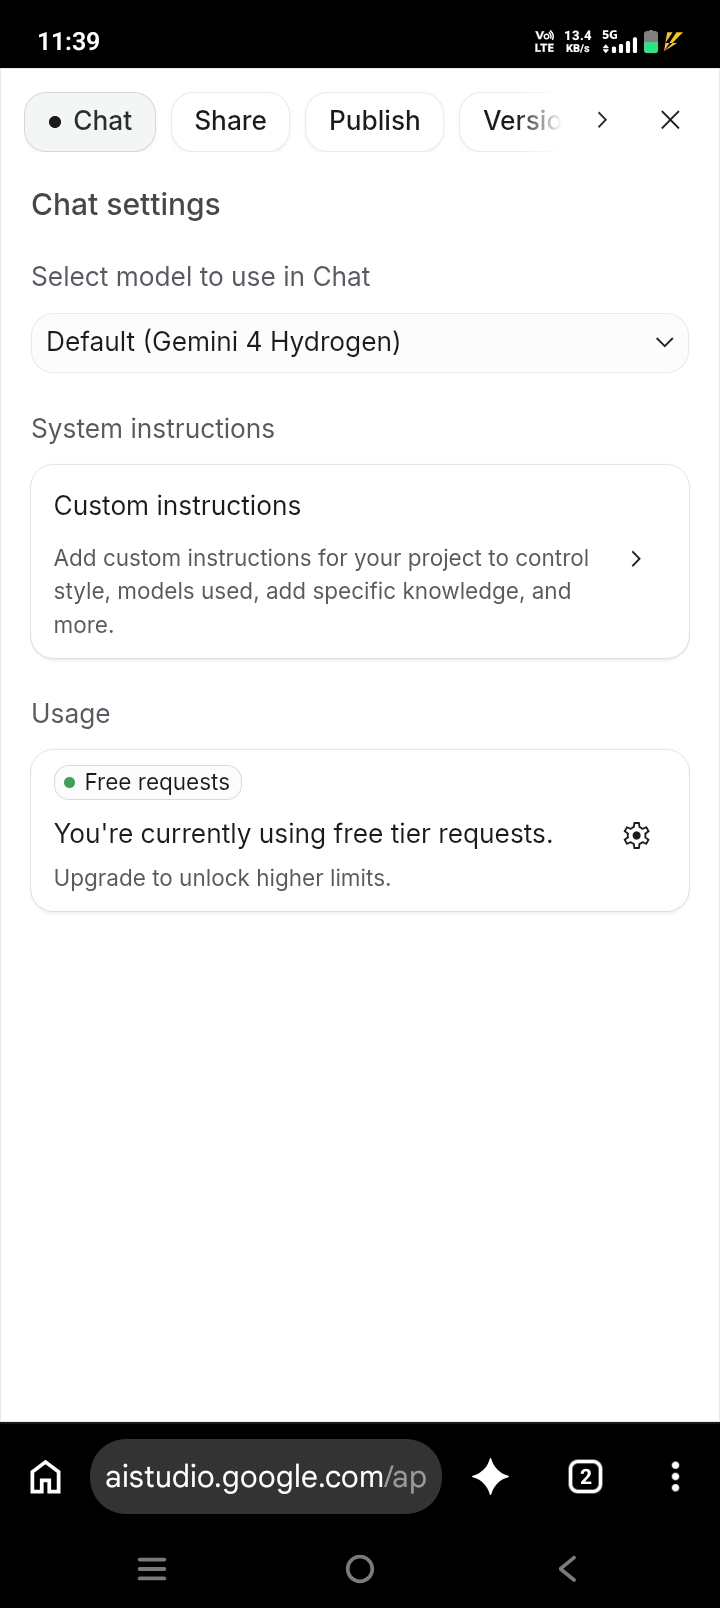 11:39
Vo) LTE
13.4 KB/s
5G
Chat
Share
Publish
Versio
Chat settings
Select model to use in Chat
Default (Gemini 4 Hydrogen)
System instructions
Custom instructions
Add custom instructions for your project to control
style, models used, add specific knowledge, and
more.
Usage
Free requests
You're currently using free tier requests.
Upgrade to unlock higher limits.
aistudio.google.com/ap
2